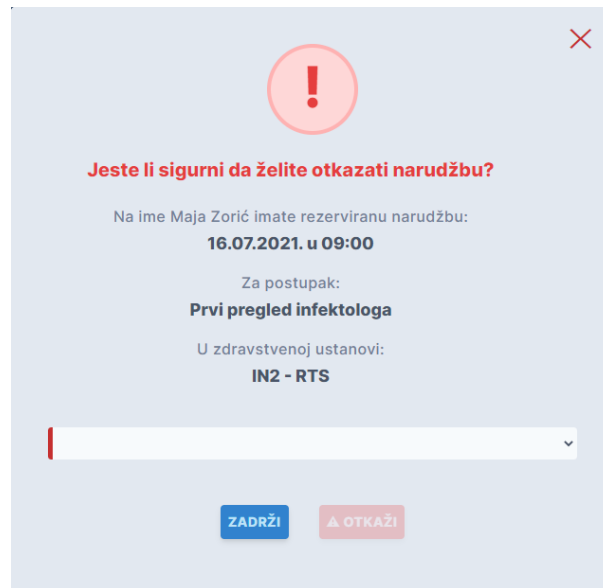 !
Jeste li sigurni da želite otkazati narudžbu?
Na ime Maja Zorić imate rezerviranu narudžbu:
16.07.2021. u 09:00
Za postupak:
Prvi pregled infektologa
U zdravstvenoj ustanovi:
IN2 - RTS
ZADRŽI
OTKAŽI